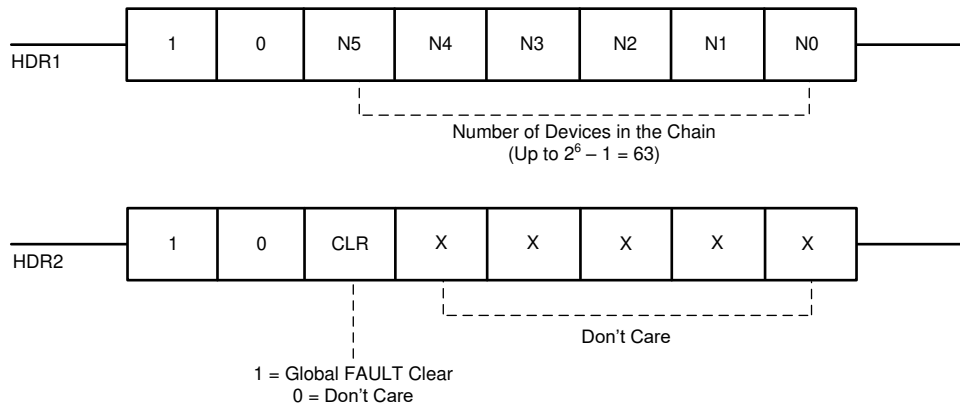 1 0 N5 N4 N3 N2 N1 N0
HDR1
Number of Devices in the Chain
(Up to 2⁶ – 1 = 63)
1 0 CLR X X X X X
HDR2
Don't Care
1 = Global FAULT Clear
0 = Don't Care